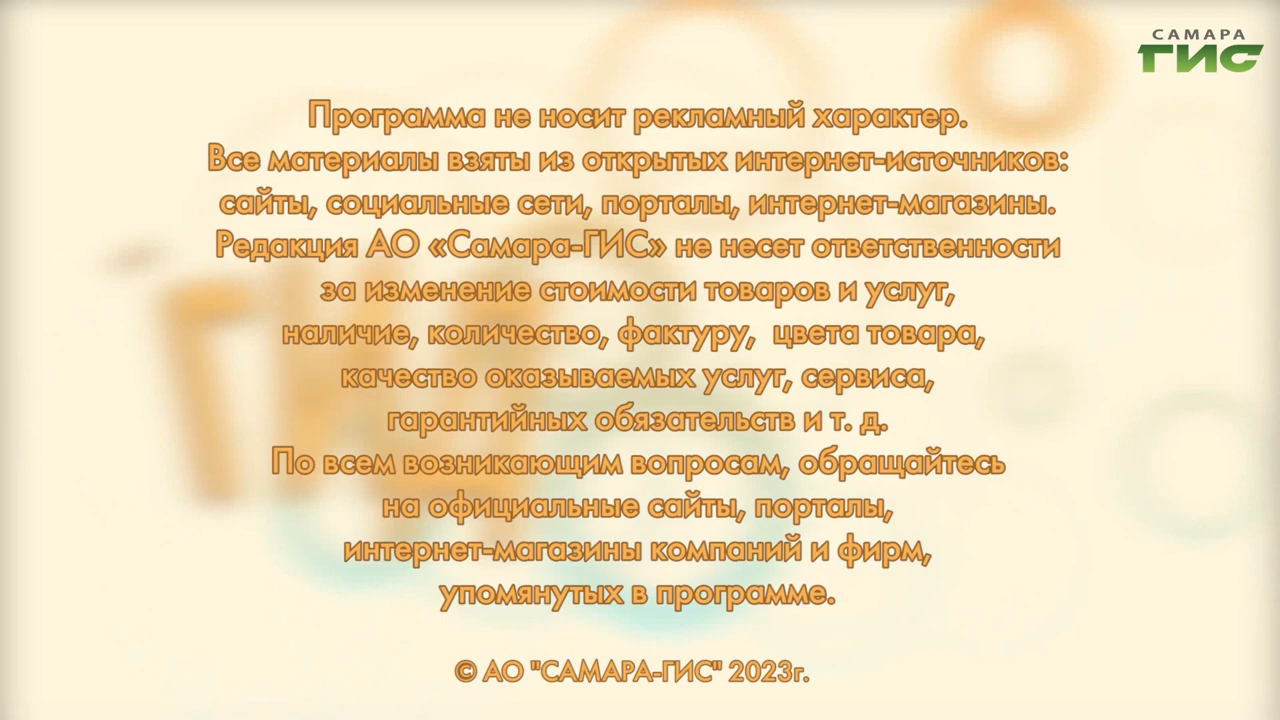 САМАРА
ГИС
Программа не носит рекламный характер.
Все материалы взяты из открытых интернет-источников:
сайты, социальные сети, порталы, интернет-магазины.
Редакция АО «Самара-ГИС» не несет ответственности
за изменение стоимости товаров и услуг,
наличие, количество, фактуру,  цвета товара,
качество оказываемых услуг, сервиса,
гарантийных обязательств и т. д.
По всем возникающим вопросам, обращайтесь
на официальные сайты, порталы,
интернет-магазины компаний и фирм,
упомянутых в программе.
© АО "САМАРА-ГИС" 2023г.